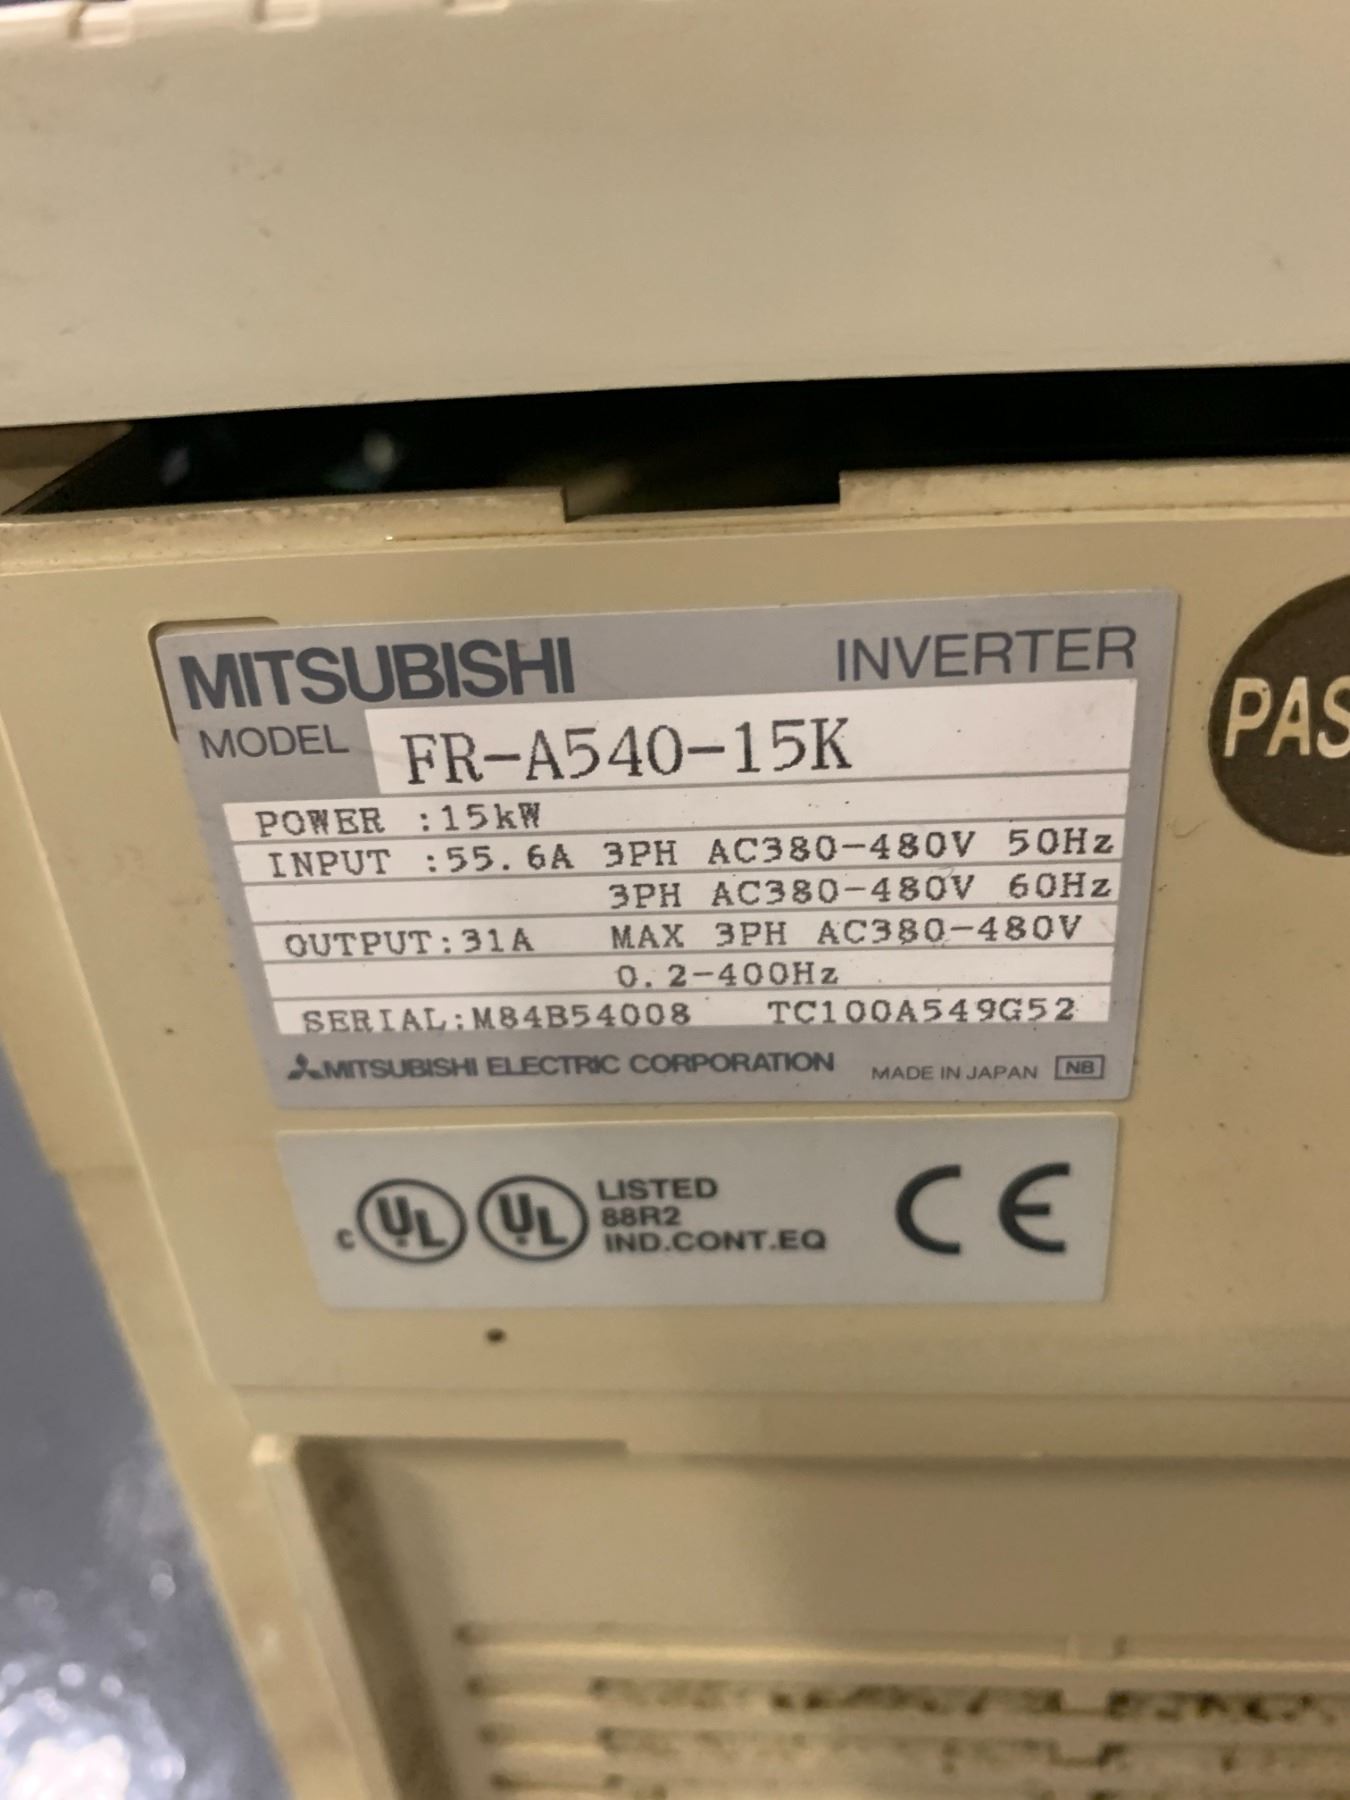 MITSUBISHI INVERTER
MODEL FR-A540-15K
POWER :15kW
INPUT :55.6A 3PH AC380-480V 50Hz
3PH AC380-480V 60Hz
OUTPUT:31A MAX 3PH AC380-480V
0.2-400Hz
SERIAL:M84B54008 TC100A549G52
MITSUBISHI ELECTRIC CORPORATION MADE IN JAPAN NB
PAS
c UL UL LISTED
88R2
IND.CONT.EQ
CE